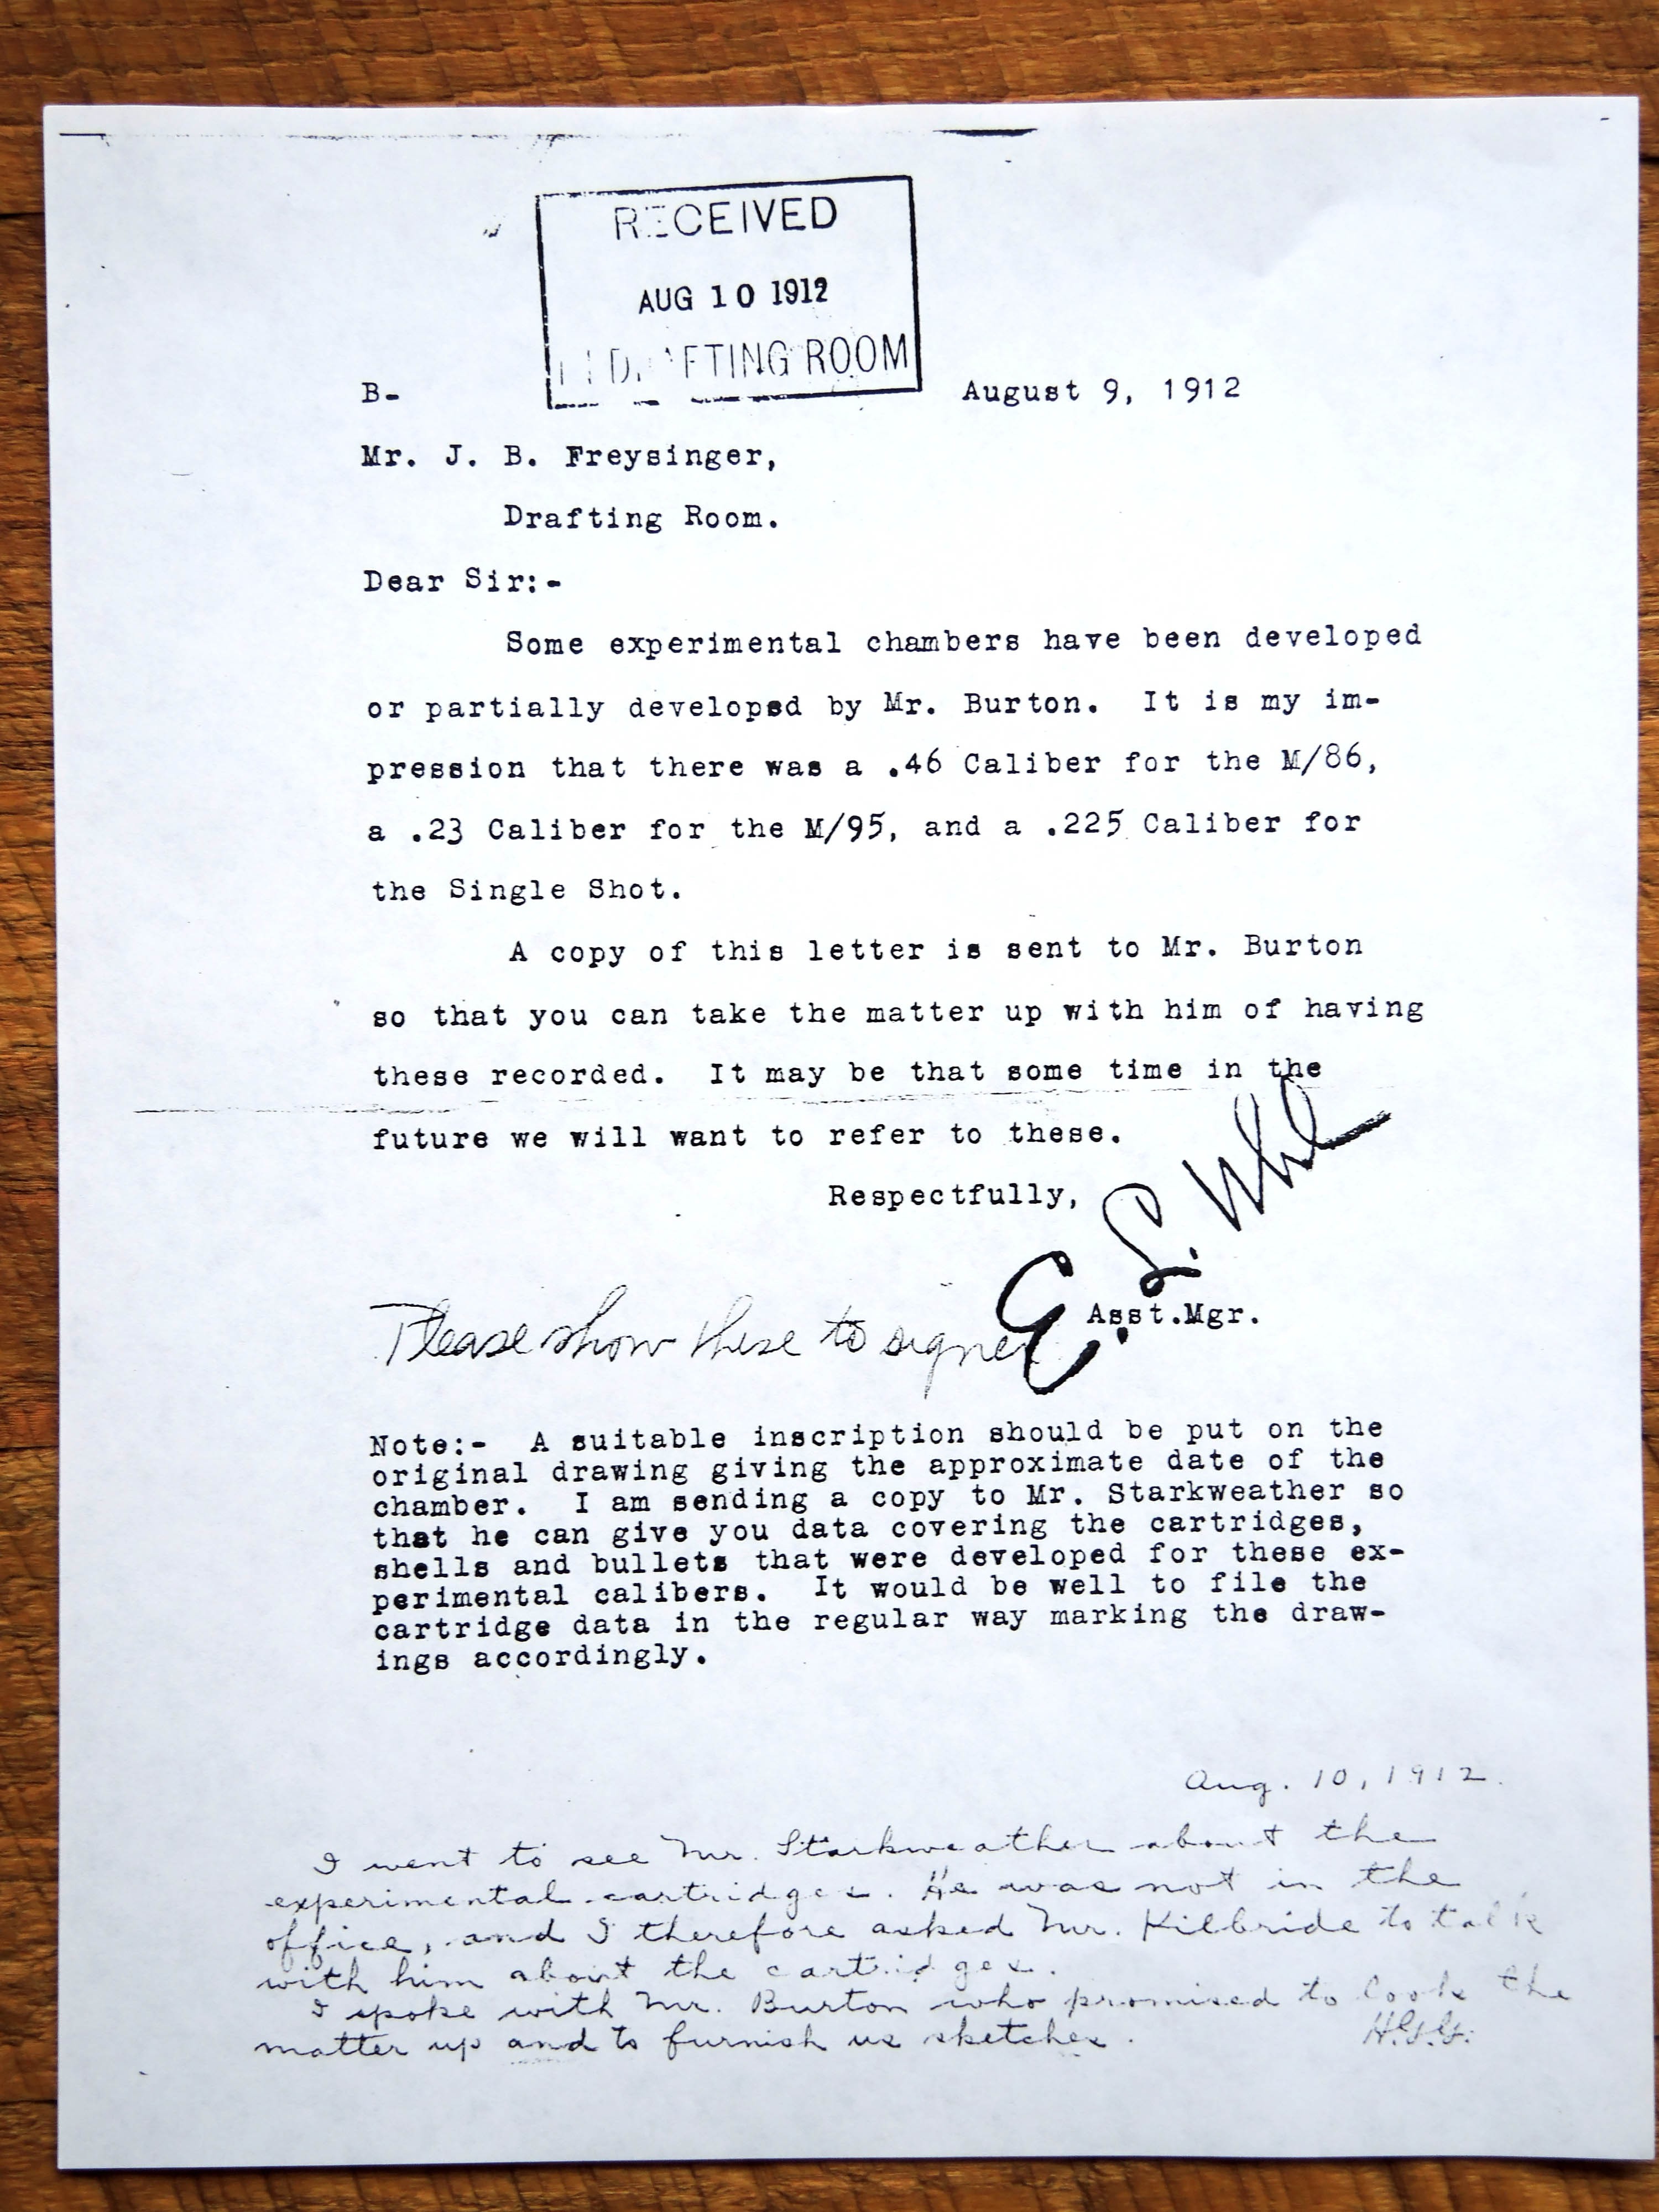 RECEIVED
AUG 10 1912
DRAFTING ROOM
B-
August 9, 1912
Mr. J. B. Freysinger,
Drafting Room.
Dear Sir:-
Some experimental chambers have been developed
or partially developed by Mr. Burton. It is my im-
pression that there was a .46 Caliber for the M/86,
a .23 Caliber for the M/95, and a .225 Caliber for
the Single Shot.
A copy of this letter is sent to Mr. Burton
so that you can take the matter up with him of having
these recorded. It may be that some time in the
future we will want to refer to these.
Respectfully,
E. S.
Asst.Mgr.
Please show these to signer
Note:- A suitable inscription should be put on the
original drawing giving the approximate date of the
chamber. I am sending a copy to Mr. Starkweather so
that he can give you data covering the cartridges,
shells and bullets that were developed for these ex-
perimental calibers. It would be well to file the
cartridge data in the regular way marking the draw-
ings accordingly.
Aug. 10, 1912.
I went to see Mr. Starkweather about the
experimental cartridges. He was not in the
office, and I therefore asked Mr. Kilbride to talk
with him about the cartridges.
I spoke with Mr. Burton who promised to look the
matter up and to furnish us sketches.